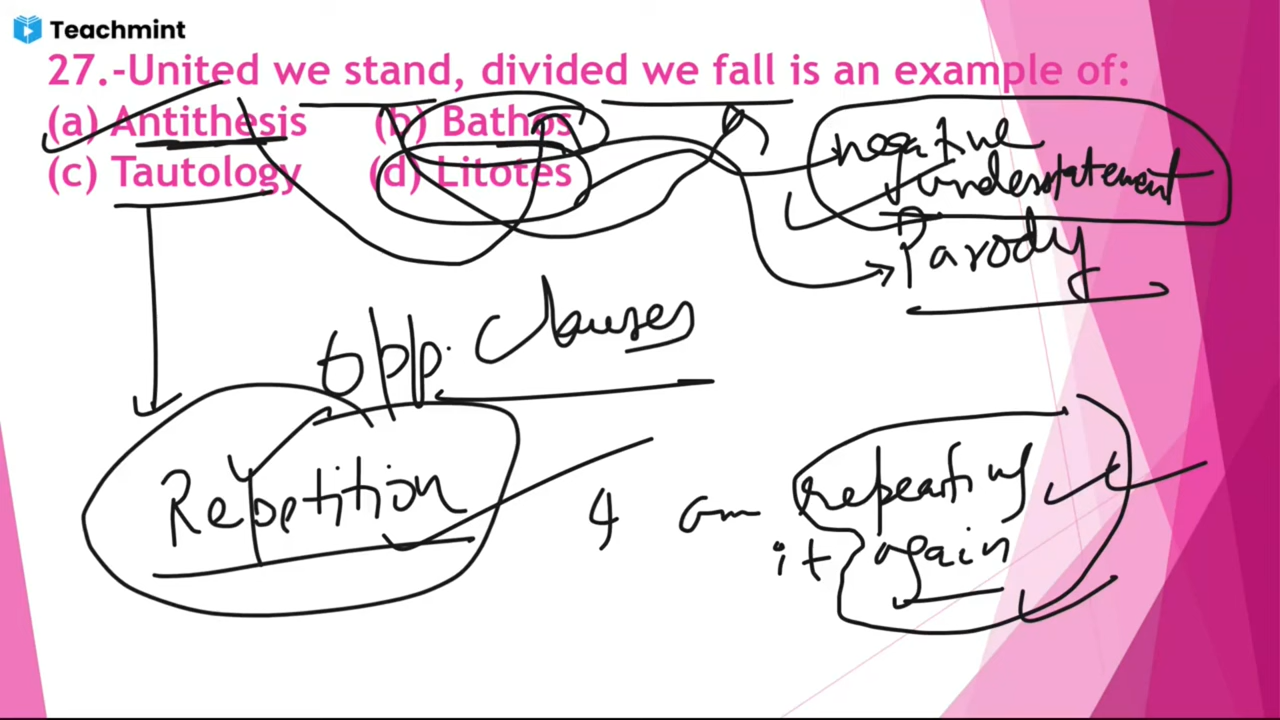 Teachmint
27.-United we stand, divided we fall is an example of:
(a) Antithesis (b) Bathos
(c) Tautology (d) Litotes
negative
understatement
Parody
opp. clauses
Repetition
I am repeating
it again